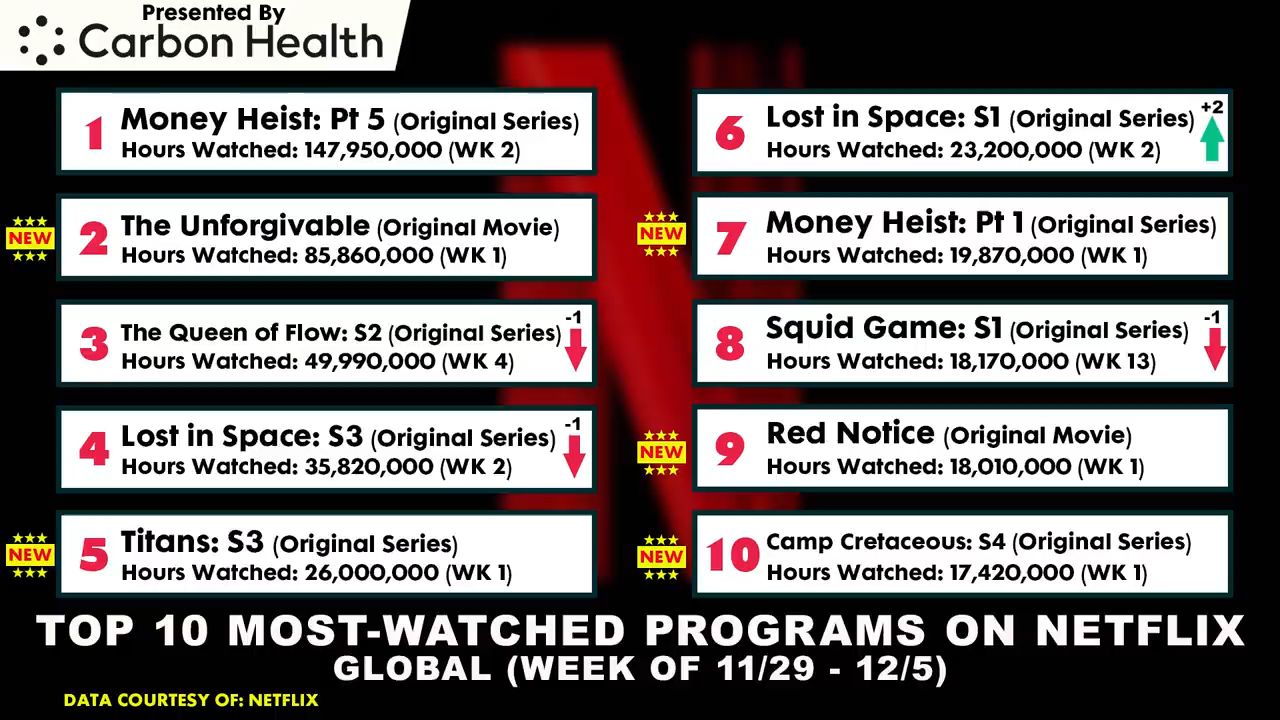 Presented By
Carbon Health
1
Money Heist: Pt 5 (Original Series)
Hours Watched: 147,950,000 (WK 2)
NEW
2
The Unforgivable (Original Movie)
Hours Watched: 85,860,000 (WK 1)
3
The Queen of Flow: S2 (Original Series)
Hours Watched: 49,990,000 (WK 4)
-1
4
Lost in Space: S3 (Original Series)
Hours Watched: 35,820,000 (WK 2)
-1
NEW
5
Titans: S3 (Original Series)
Hours Watched: 26,000,000 (WK 1)
6
Lost in Space: S1 (Original Series)
Hours Watched: 23,200,000 (WK 2)
+2
NEW
7
Money Heist: Pt 1 (Original Series)
Hours Watched: 19,870,000 (WK 1)
8
Squid Game: S1 (Original Series)
Hours Watched: 18,170,000 (WK 13)
-1
NEW
9
Red Notice (Original Movie)
Hours Watched: 18,010,000 (WK 1)
NEW
10
Camp Cretaceous: S4 (Original Series)
Hours Watched: 17,420,000 (WK 1)
TOP 10 MOST-WATCHED PROGRAMS ON NETFLIX
GLOBAL (WEEK OF 11/29 - 12/5)
DATA COURTESY OF: NETFLIX